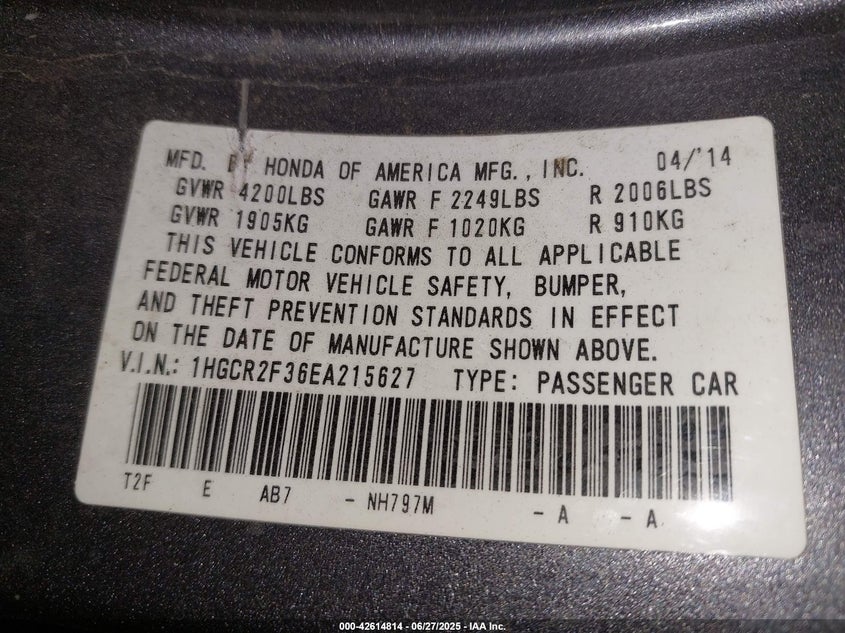 MFD. BY HONDA OF AMERICA MFG., INC. 04/'14
GVWR 4200LBS GAWR F 2249LBS R 2006LBS
GVWR 1905KG GAWR F 1020KG R 910KG
THIS VEHICLE CONFORMS TO ALL APPLICABLE
FEDERAL MOTOR VEHICLE SAFETY, BUMPER,
AND THEFT PREVENTION STANDARDS IN EFFECT
ON THE DATE OF MANUFACTURE SHOWN ABOVE.
V.I.N.: 1HGCR2F36EA215627 TYPE: PASSENGER CAR
T2F E AB7 - NH797M - A - A
000-42614814 - 06/27/2025 - IAA Inc.